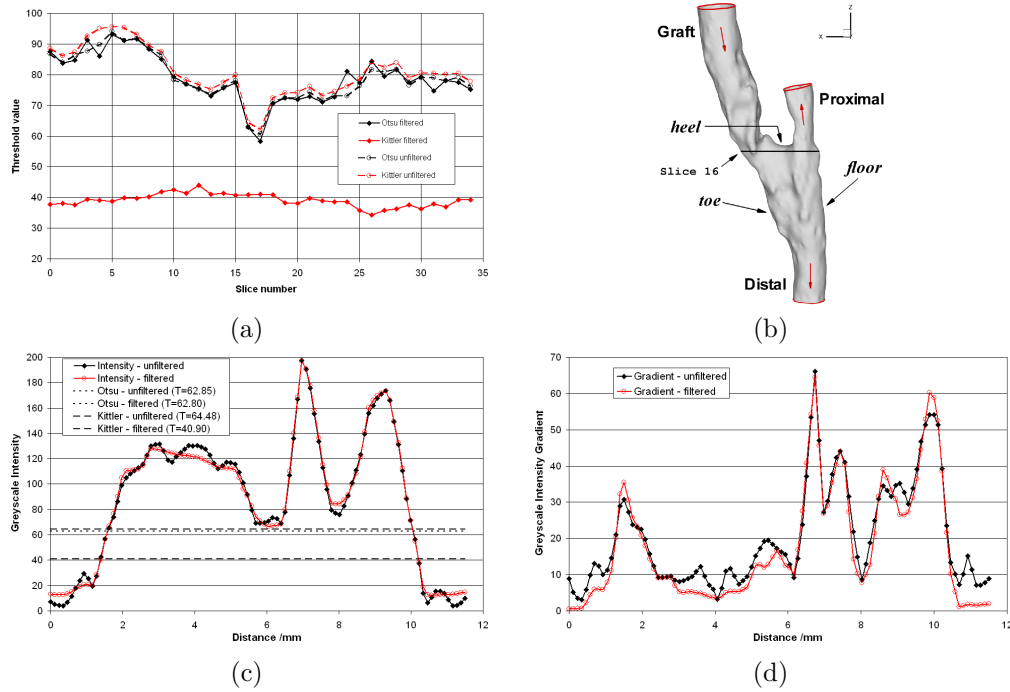 100
90
80
70
60
50
40
30
20
Threshold value
0 5 10 15 20 25 30 35
Slice number
Otsu filtered
Kittler filtered
Otsu unfiltered
Kittler unfiltered
(a)
z
x
Graft
Proximal
heel
Slice 16
floor
toe
Distal
(b)
200
180
160
140
120
100
80
60
40
20
0
Greyscale Intensity
Intensity - unfiltered
Intensity - filtered
Otsu - unfiltered (T=62.85)
Otsu - filtered (T=62.80)
Kittler - unfiltered (T=64.48)
Kittler - filtered (T=40.90)
0 2 4 6 8 10 12
Distance /mm
(c)
70
60
50
40
30
20
10
0
Greyscale Intensity Gradient
Gradient - unfiltered
Gradient - filtered
0 2 4 6 8 10 12
Distance /mm
(d)